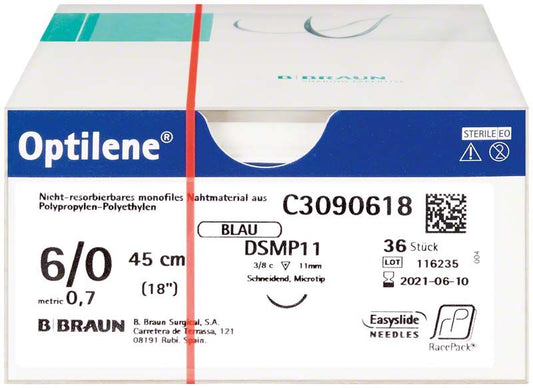 B|BRAUN
Optilene®
STERILE EO
Nicht-resorbierbares monofiles Nahtmaterial aus
Polypropylen-Polyethylen
C3090618
BLAU
6/0 45 cm
DSMP11
36 Stück
3/8 c 11mm
LOT 116235
004
metric 0,7 (18")
Schneidend, Microtip
2021-06-10
B|BRAUN
B. Braun Surgical, S.A.
Carretera de Terrassa, 121
08191 Rubi. Spain.
Easyslide
NEEDLES
RacePack®